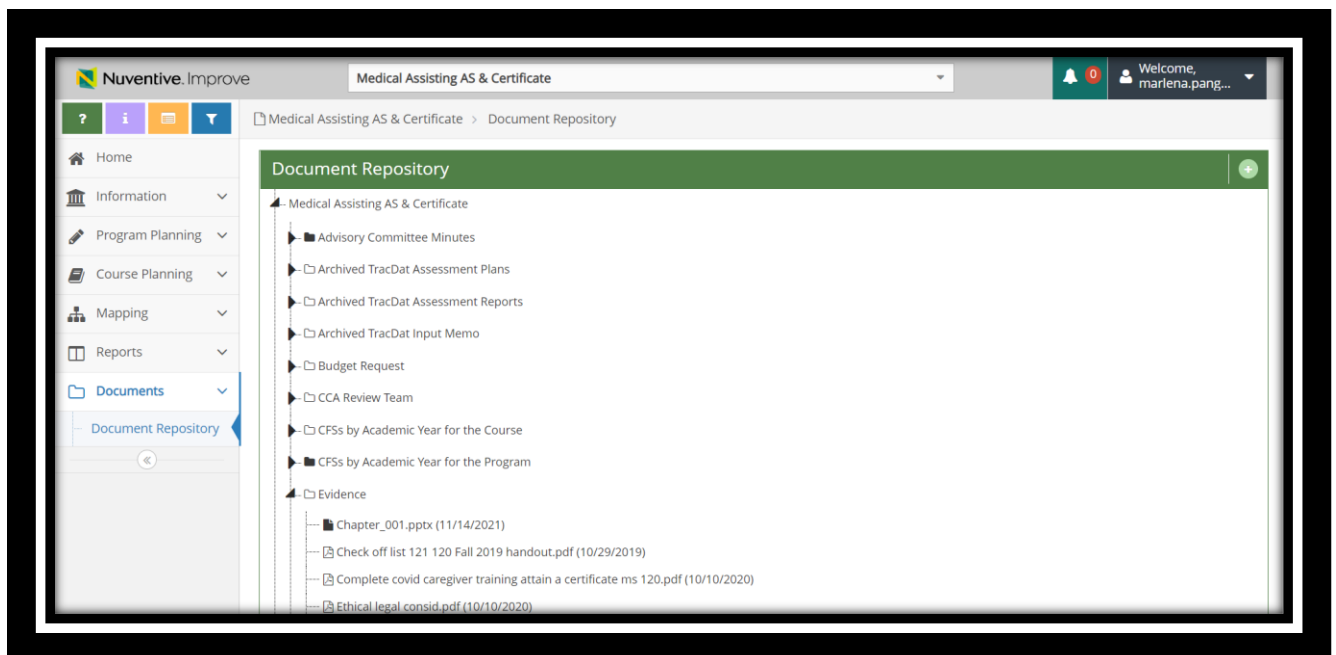 Nuventive. Improve
Medical Assisting AS & Certificate
0
Welcome,
marlena.pang...
? i
Medical Assisting AS & Certificate > Document Repository
Home
Information
Program Planning
Course Planning
Mapping
Reports
Documents
Document Repository
Document Repository
Medical Assisting AS & Certificate
Advisory Committee Minutes
Archived TracDat Assessment Plans
Archived TracDat Assessment Reports
Archived TracDat Input Memo
Budget Request
CCA Review Team
CFSs by Academic Year for the Course
CFSs by Academic Year for the Program
Evidence
Chapter_001.pptx (11/14/2021)
Check off list 121 120 Fall 2019 handout.pdf (10/29/2019)
Complete covid caregiver training attain a certificate ms 120.pdf (10/10/2020)
Ethical legal consid.pdf (10/10/2020)